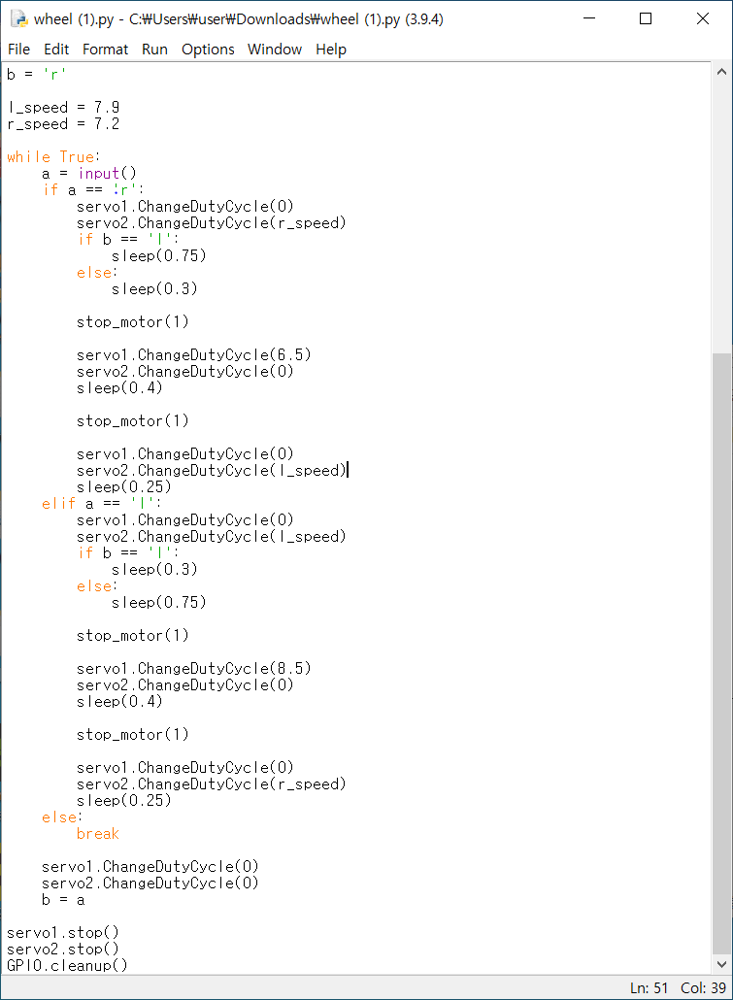 wheel (1).py - C:₩Users₩user₩Downloads₩wheel (1).py (3.9.4)
File Edit Format Run Options Window Help
b = 'r'
l_speed = 7.9
r_speed = 7.2
while True:
    a = input()
    if a == 'r':
        servo1.ChangeDutyCycle(0)
        servo2.ChangeDutyCycle(r_speed)
        if b == 'l':
            sleep(0.75)
        else:
            sleep(0.3)
        stop_motor(1)
        servo1.ChangeDutyCycle(6.5)
        servo2.ChangeDutyCycle(0)
        sleep(0.4)
        stop_motor(1)
        servo1.ChangeDutyCycle(0)
        servo2.ChangeDutyCycle(l_speed)
        sleep(0.25)
    elif a == 'l':
        servo1.ChangeDutyCycle(0)
        servo2.ChangeDutyCycle(l_speed)
        if b == 'l':
            sleep(0.3)
        else:
            sleep(0.75)
        stop_motor(1)
        servo1.ChangeDutyCycle(8.5)
        servo2.ChangeDutyCycle(0)
        sleep(0.4)
        stop_motor(1)
        servo1.ChangeDutyCycle(0)
        servo2.ChangeDutyCycle(r_speed)
        sleep(0.25)
    else:
        break
    servo1.ChangeDutyCycle(0)
    servo2.ChangeDutyCycle(0)
    b = a
servo1.stop()
servo2.stop()
GPIO.cleanup()
Ln: 51 Col: 39